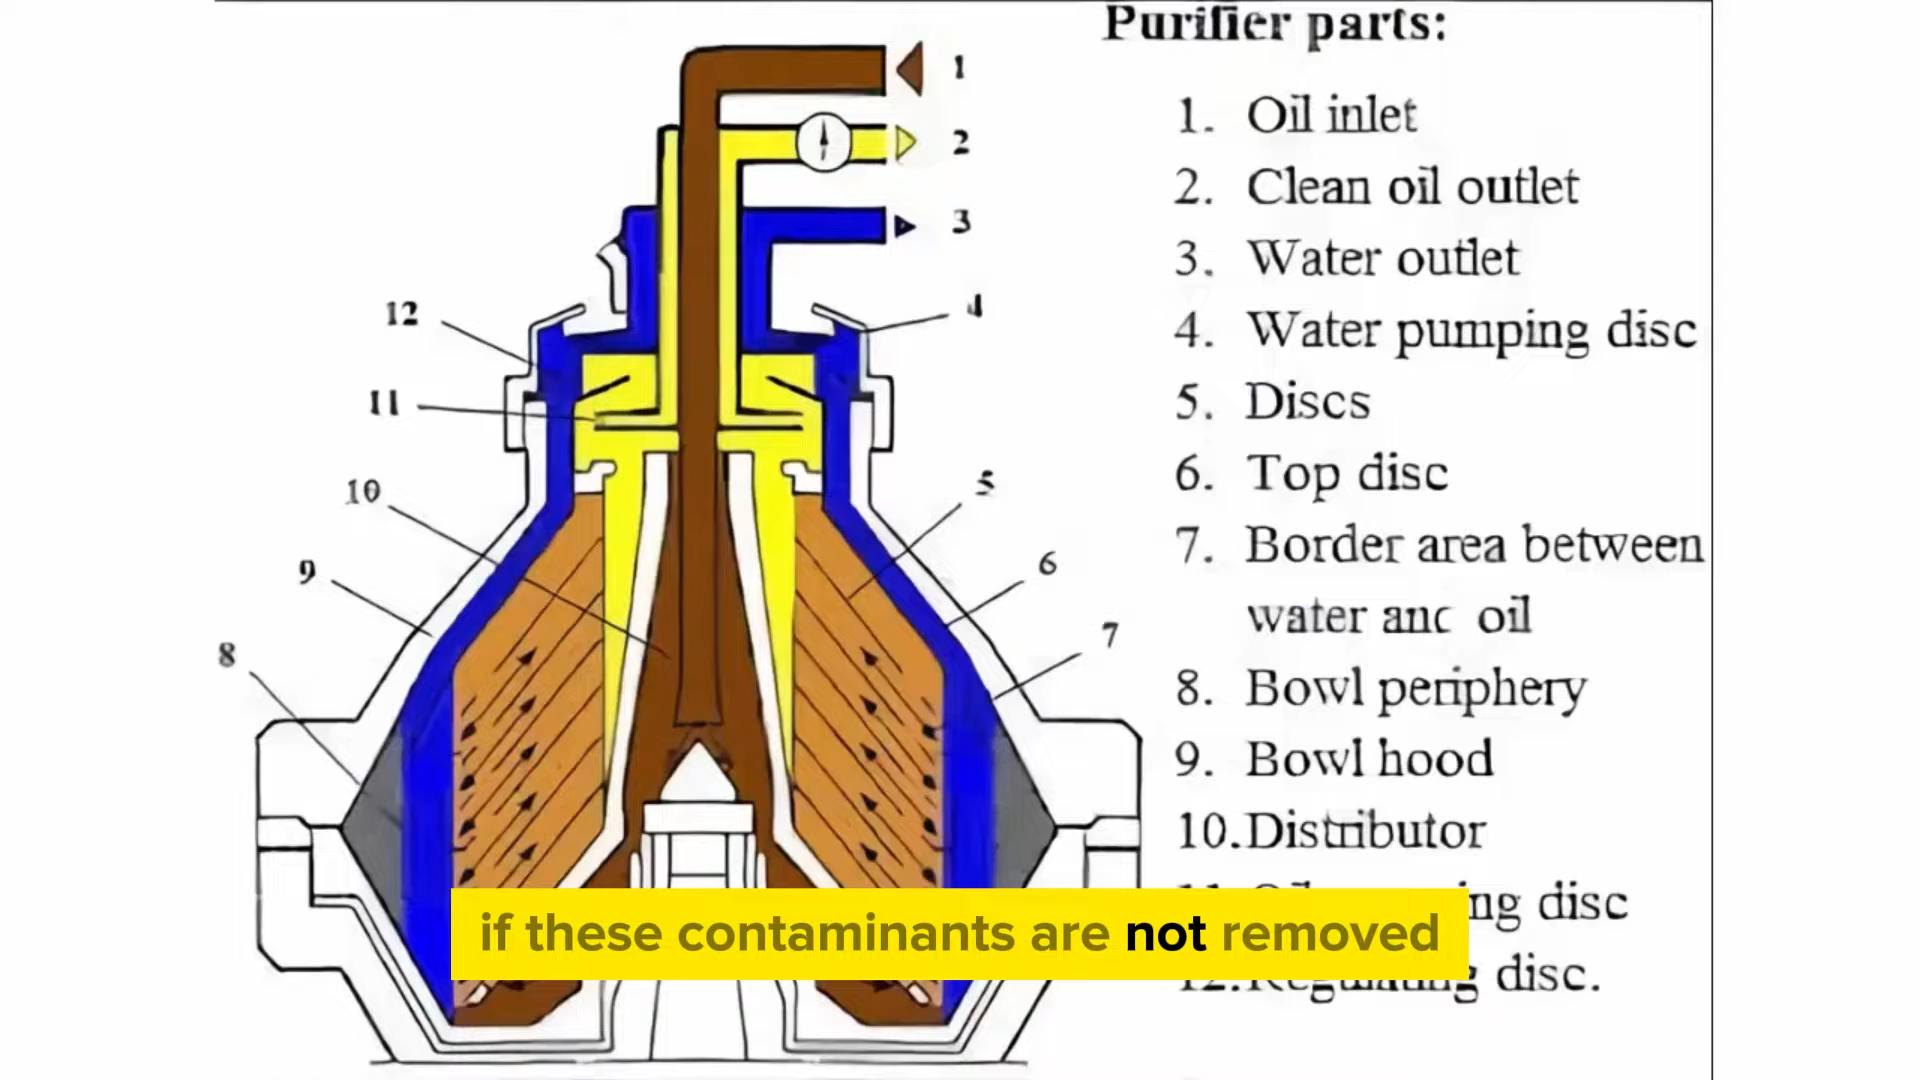 Purifier parts:
1. Oil inlet
2. Clean oil outlet
3. Water outlet
4. Water pumping disc
5. Discs
6. Top disc
7. Border area between
water and oil
8. Bowl periphery
9. Bowl hood
10.Distributor
disc
12.Regulating disc.
1
2
3
4
12
11
10
5
9
6
8
7
if these contaminants are not removed